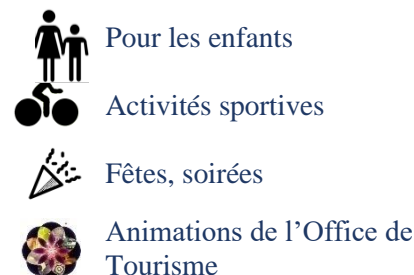 Pour les enfants
Activités sportives
Fêtes, soirées
Animations de l’Office de
Tourisme